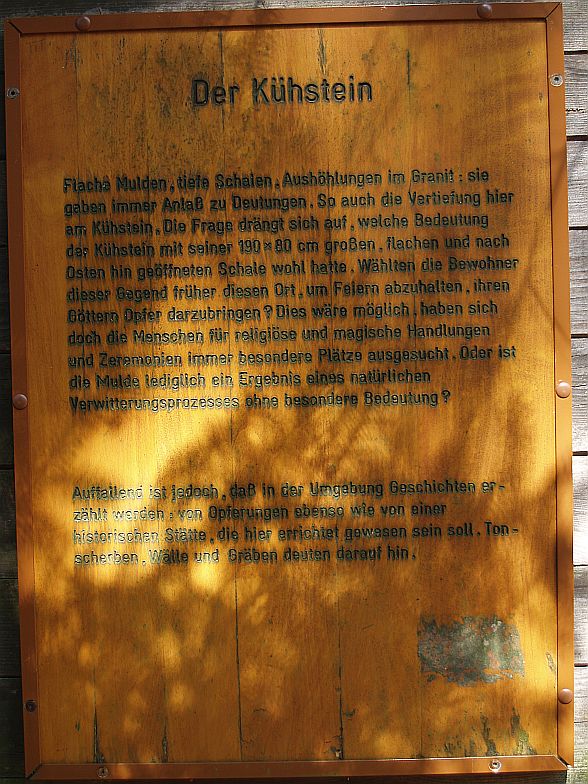 Der Kühstein
Flache Mulden, tiefe Schalen, Aushöhlungen im Granit: sie
gaben immer Anlaß zu Deutungen. So auch die Vertiefung hier
am Kühstein. Die Frage drängt sich auf, welche Bedeutung
der Kühstein mit seiner 190×80 cm großen, flachen und nach
Osten hin geöffneten Schale wohl hatte. Wählten die Bewohner
dieser Gegend früher diesen Ort, um Feiern abzuhalten, ihren
Göttern Opfer darzubringen? Dies wäre möglich, haben sich
doch die Menschen für religiöse und magische Handlungen
und Zeremonien immer besondere Plätze ausgesucht. Oder ist
die Mulde lediglich ein Ergebnis eines natürlichen
Verwitterungsprozesses ohne besondere Bedeutung?
Auffallend ist jedoch, daß in der Umgebung Geschichten er-
zählt werden: von Opferungen ebenso wie von einer
historischen Stätte, die hier errichtet gewesen sein soll. Ton-
scherben, Wälle und Gräben deuten darauf hin.